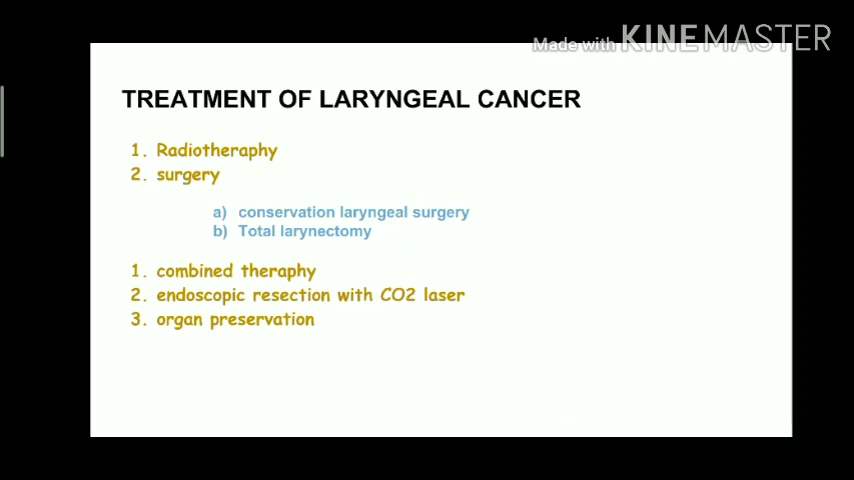 Made with KINEMASTER
TREATMENT OF LARYNGEAL CANCER
1. Radiotheraphy
2. surgery
a) conservation laryngeal surgery
b) Total larynectomy
1. combined theraphy
2. endoscopic resection with CO2 laser
3. organ preservation